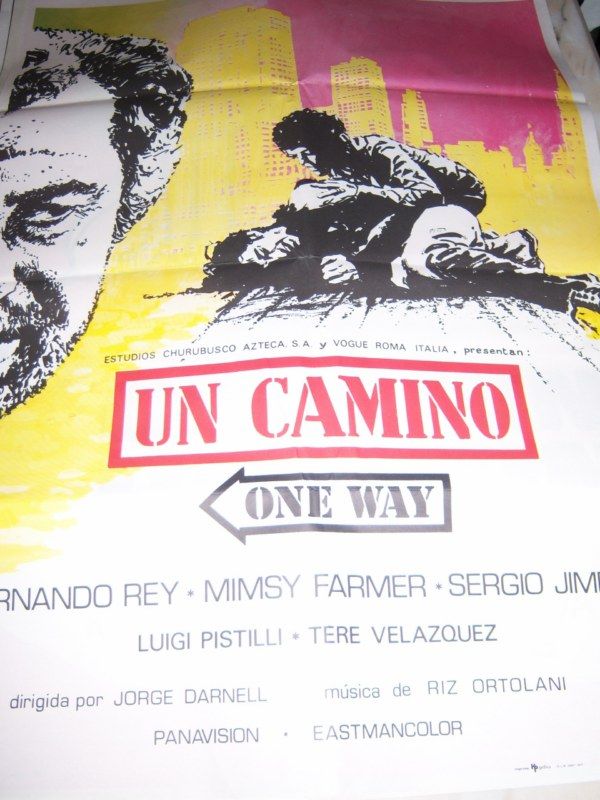 ESTUDIOS CHURUBUSCO AZTECA. S.A. y VOGUE ROMA ITALIA, presentan:
UN CAMINO
ONE WAY
RNANDO REY * MIMSY FARMER * SERGIO JIM
LUIGI PISTILLI * TERE VELAZQUEZ
dirigida por JORGE DARNELL música de RIZ ORTOLANI
PANAVISION · EASTMANCOLOR